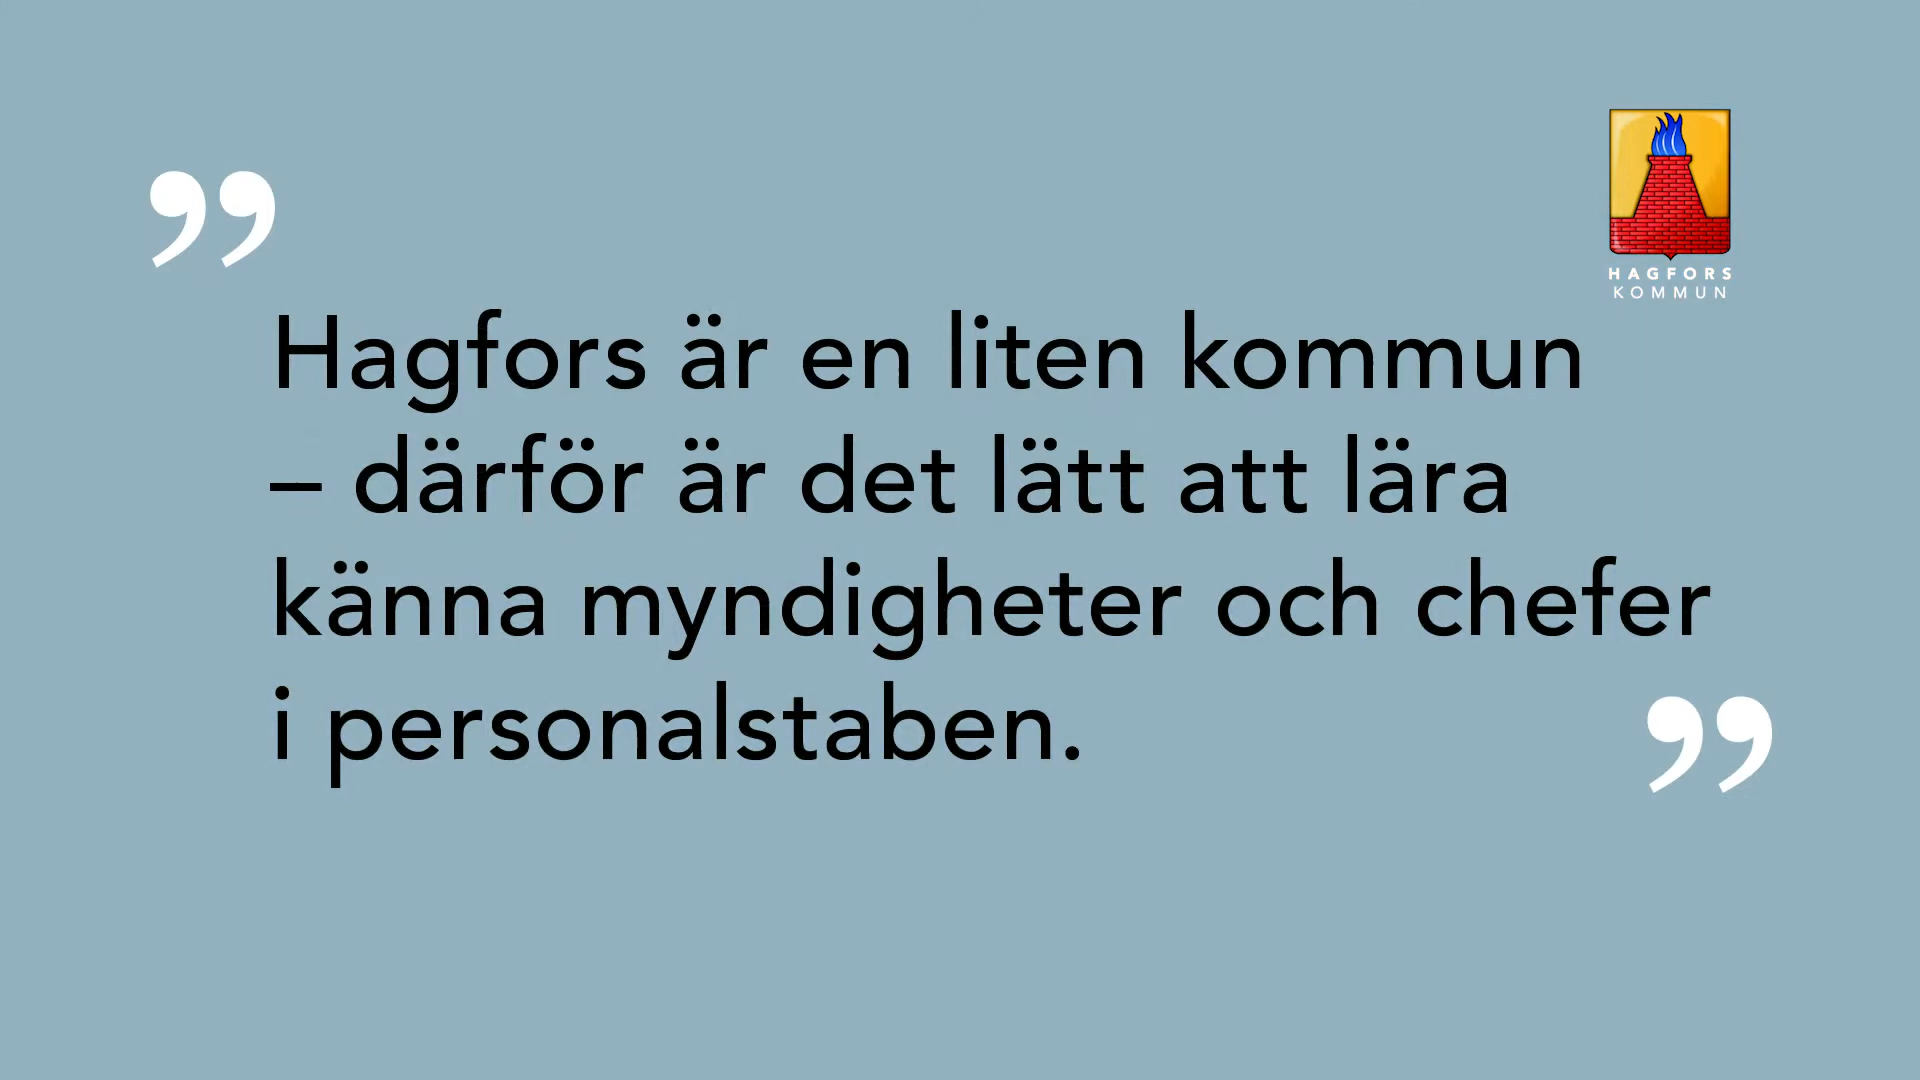 ”
HAGFORS
KOMMUN
Hagfors är en liten kommun
– därför är det lätt att lära
känna myndigheter och chefer
i personalstaben.
”